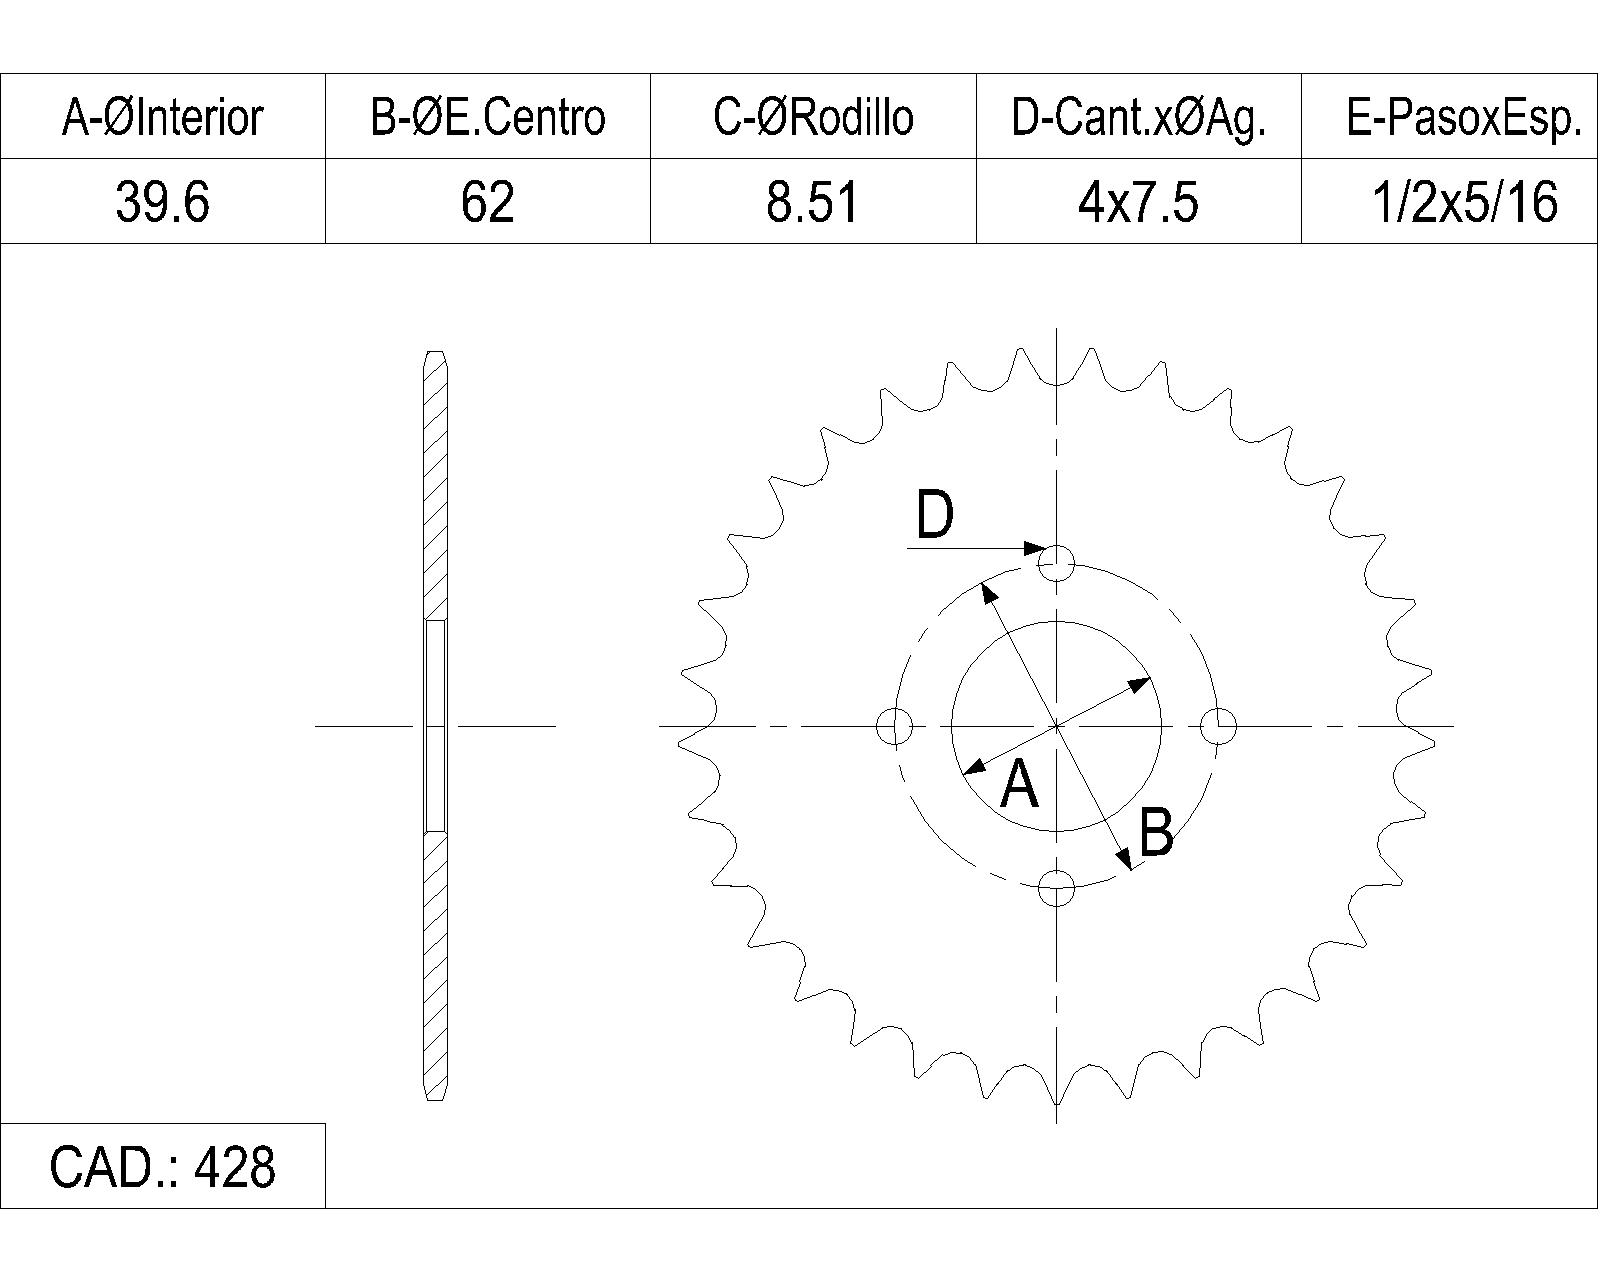 A-ØInterior B-ØE.Centro C-ØRodillo D-Cant.xØAg. E-PasoxEsp.
39.6 62 8.51 4x7.5 1/2x5/16
D
A
B
CAD.: 428